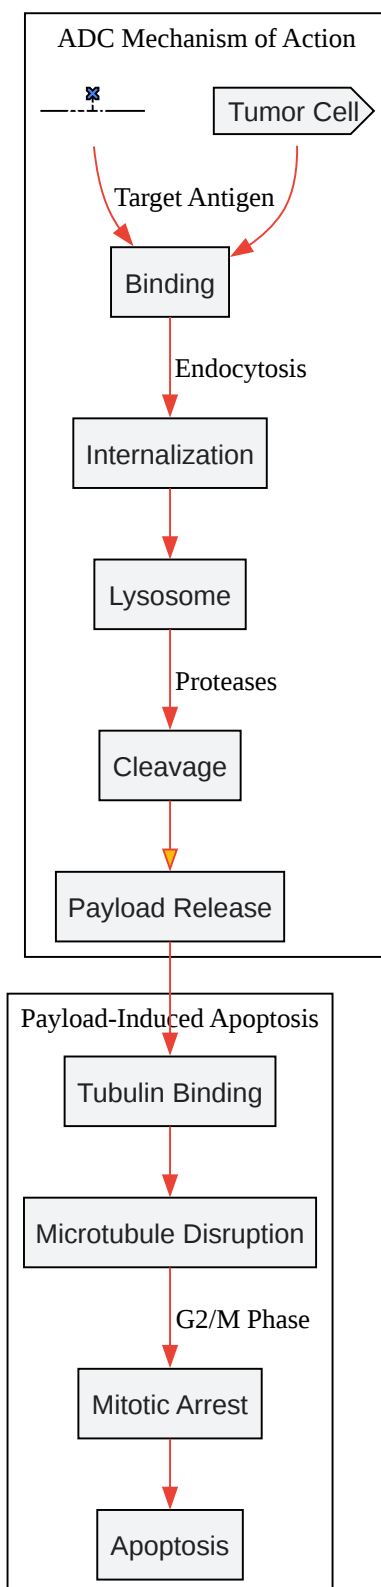 ADC Mechanism of Action
Tumor Cell
Target Antigen
Binding
Endocytosis
Internalization
Lysosome
Proteases
Cleavage
Payload Release
Payload-Induced Apoptosis
Tubulin Binding
Microtubule Disruption
G2/M Phase
Mitotic Arrest
Apoptosis